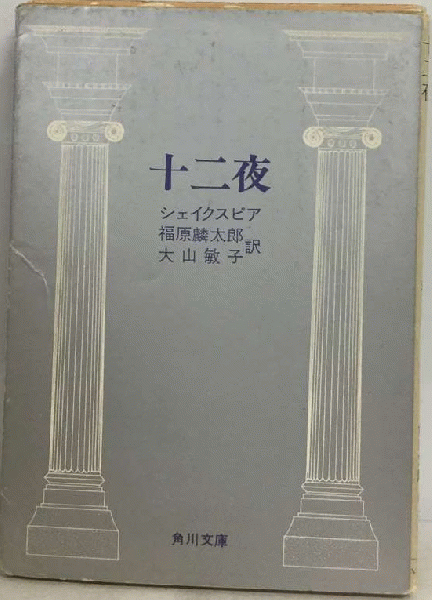 十二夜
シェイクスピア
福原麟太郎
大山敏子
訳
角川文庫